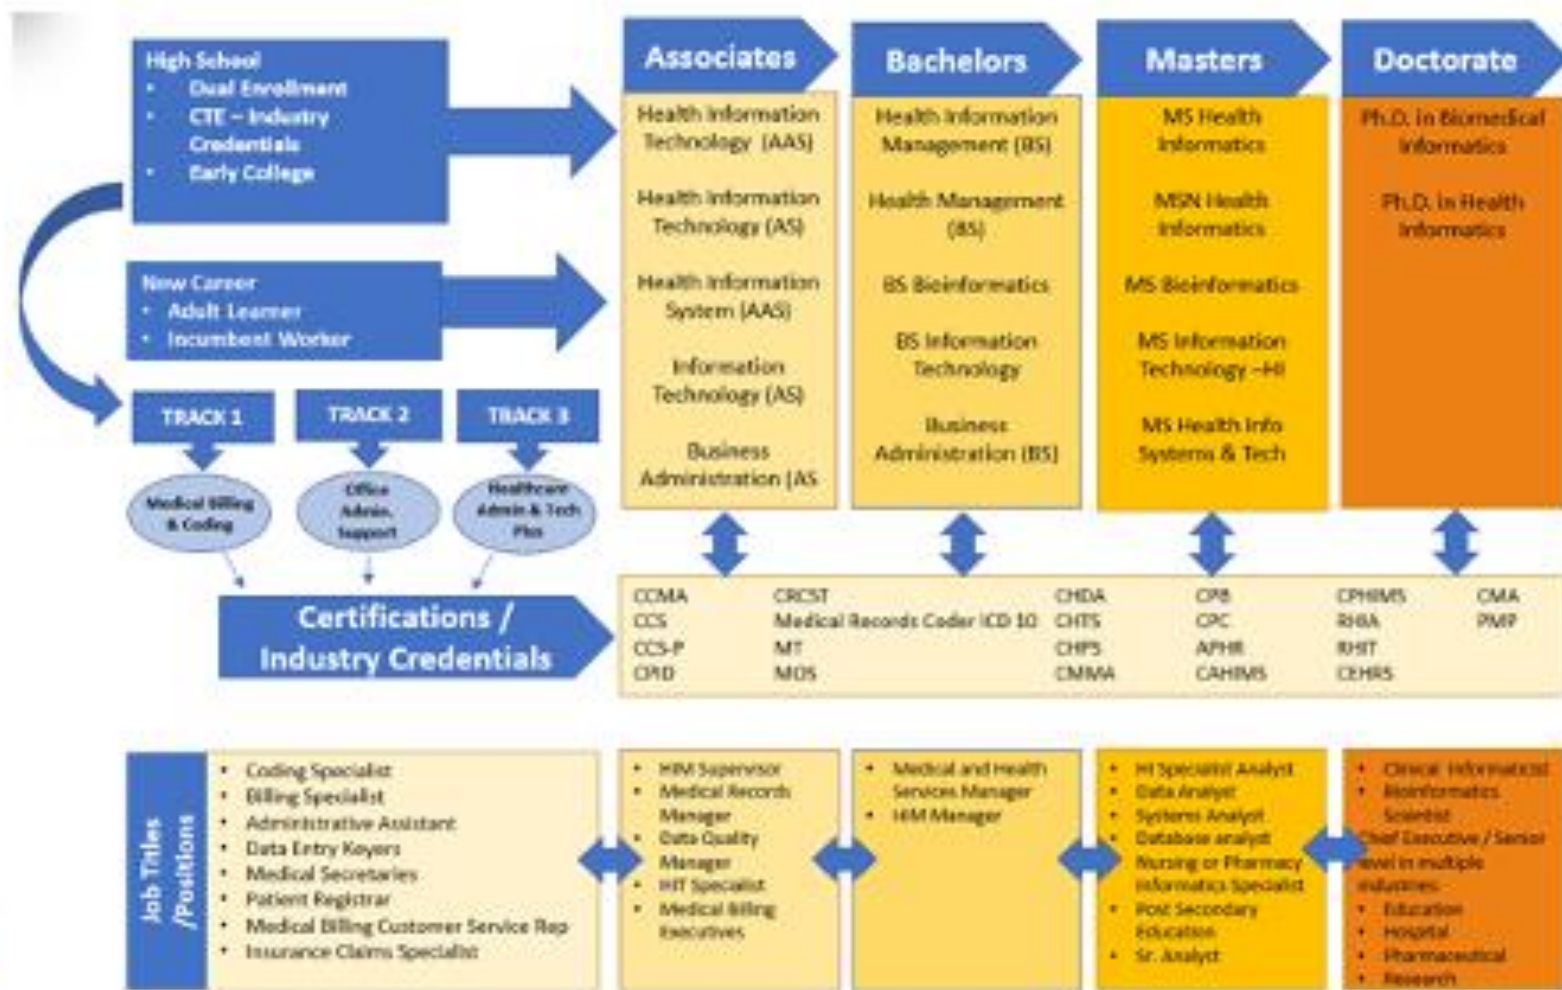 High School
• Dual Enrollment
• CTE – Industry
Credentials
• Early College
New Career
• Adult Learner
• Incumbent Worker
TRACK 1
TRACK 2
TRACK 3
Medical Billing
& Coding
Office
Admin.
Support
Healthcare
Admin & Tech
Plus
Certifications /
Industry Credentials
Associates
Health Information
Technology (AAS)
Health Information
Technology (AS)
Health Information
System (AAS)
Information
Technology (AS)
Business
Administration (AS
Bachelors
Health Information
Management (BS)
Health Management
(BS)
BS Bioinformatics
BS Information
Technology
Business
Administration (BS)
Masters
MS Health
Informatics
MSN Health
Informatics
MS Bioinformatics
MS Information
Technology –HI
MS Health Info
Systems & Tech
Doctorate
Ph.D. in Biomedical
Informatics
Ph.D. in Health
Informatics
CCMA CRCST CHDA CPB CPHIMS CMA
CCS Medical Records Coder ICD 10 CHTS CPC RHIA PMP
CCS-P MT CHPS APHR RHIT
CPID MOS CMMA CAHIMS CEHRS
Job Titles
/Positions
• Coding Specialist
• Billing Specialist
• Administrative Assistant
• Data Entry Keyers
• Medical Secretaries
• Patient Registrar
• Medical Billing Customer Service Rep
• Insurance Claims Specialist
• HIM Supervisor
• Medical Records
Manager
• Data Quality
Manager
• HIT Specialist
• Medical Billing
Executives
• Medical and Health
Services Manager
• HIM Manager
• HI Specialist Analyst
• Data Analyst
• Systems Analyst
• Database analyst
• Nursing or Pharmacy
Informatics Specialist
• Post Secondary
Education
• Sr. Analyst
• Clinical Informaticist
• Bioinformatics
Scientist
Chief Executive / Senior
level in multiple
industries
• Education
• Hospital
• Pharmaceutical
• Research